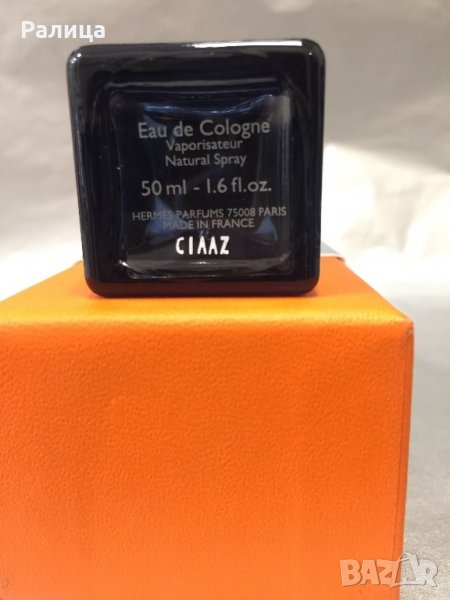 Ралица
Eau de Cologne
Vaporisateur
Natural Spray
50 ml - 1.6 fl.oz.
HERMES PARFUMS 75008 PARIS
MADE IN FRANCE
CIAAZ
BAZAR